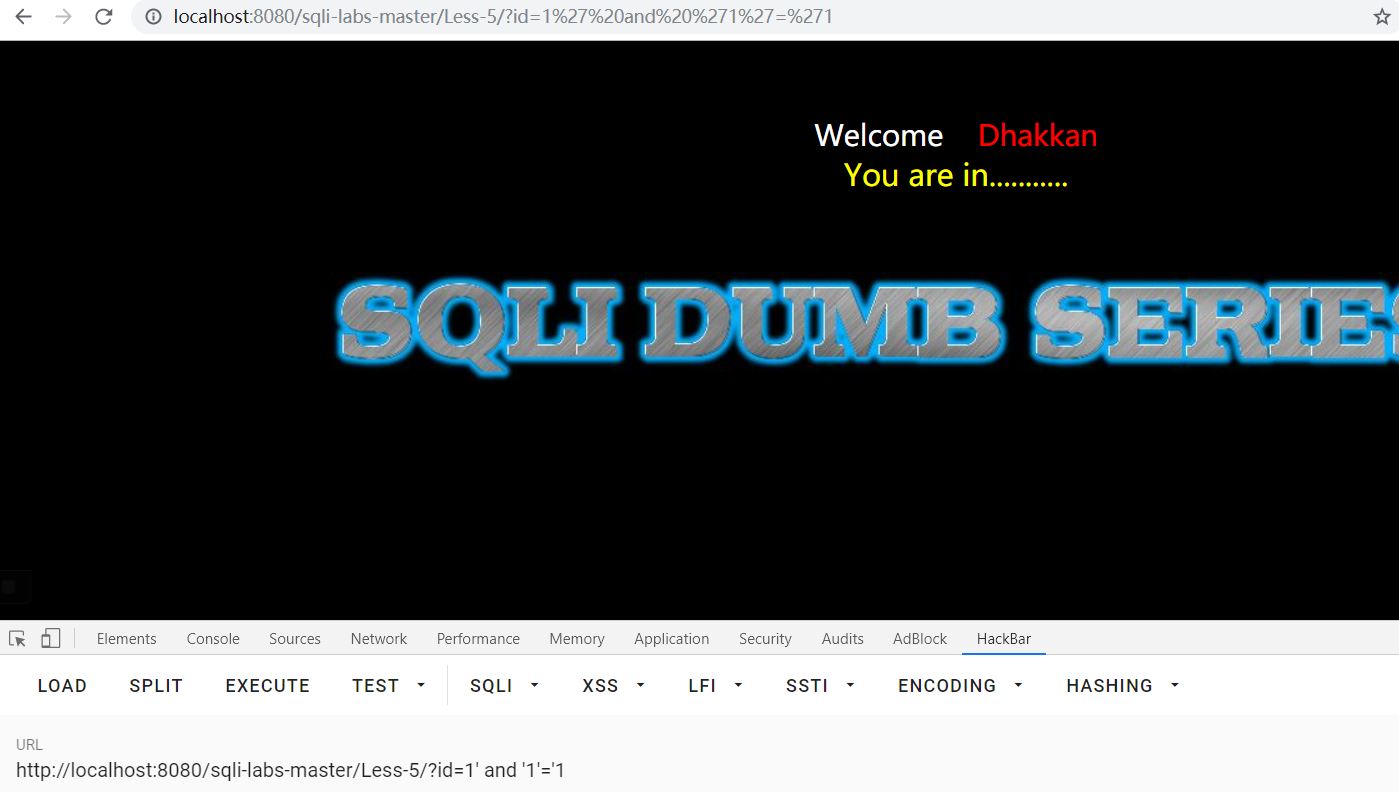 localhost:8080/sqli-labs-master/Less-5/?id=1%27%20and%20%271%27=%271
Welcome Dhakkan
You are in...........
SQLI DUMB SERIES
Elements Console Sources Network Performance Memory Application Security Audits AdBlock HackBar
LOAD SPLIT EXECUTE TEST SQLI XSS LFI SSTI ENCODING HASHING
URL
http://localhost:8080/sqli-labs-master/Less-5/?id=1' and '1'='1